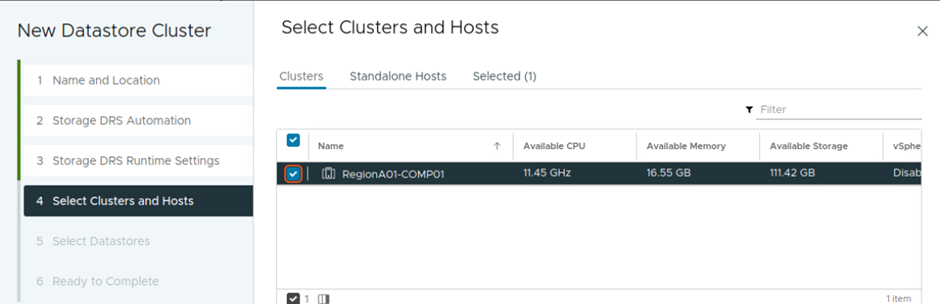 New Datastore Cluster
1 Name and Location
2 Storage DRS Automation
3 Storage DRS Runtime Settings
4 Select Clusters and Hosts
5 Select Datastores
6 Ready to Complete
Select Clusters and Hosts
Clusters Standalone Hosts Selected (1)
Filter
Name Available CPU Available Memory Available Storage vSphe
RegionA01-COMP01 11.45 GHz 16.55 GB 111.42 GB Disab
1 1 item